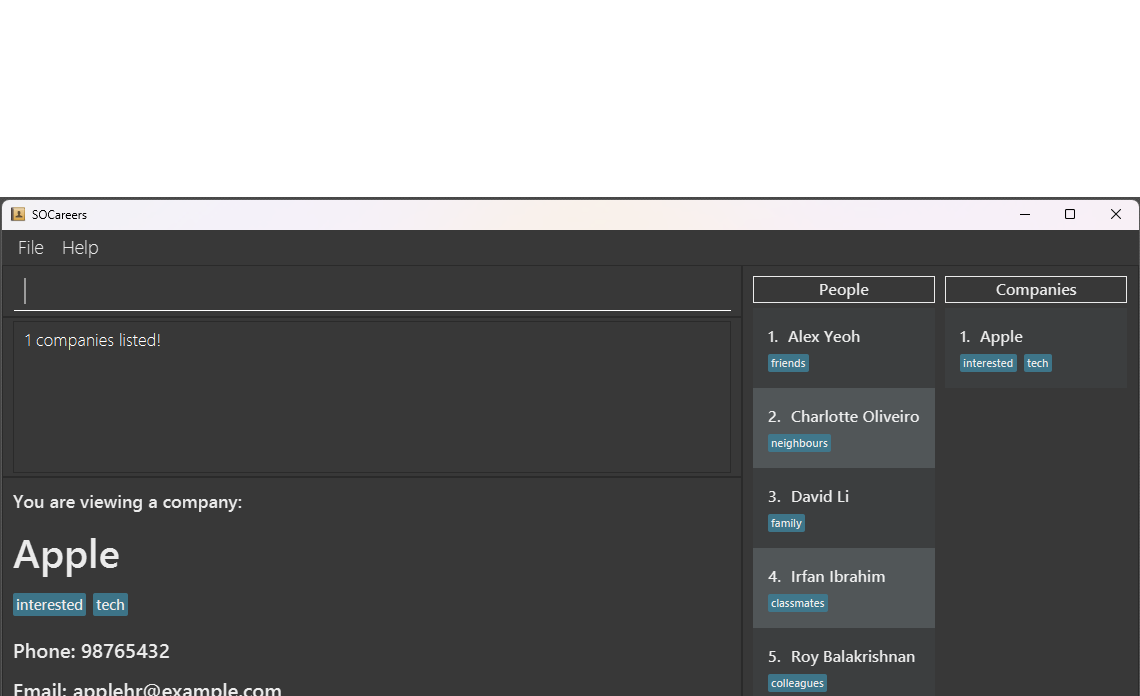 SOCareers
File Help
1 companies listed!
You are viewing a company:
Apple
interested tech
Phone: 98765432
Email: applehr@example.com
People
1. Alex Yeoh
friends
2. Charlotte Oliveiro
neighbours
3. David Li
family
4. Irfan Ibrahim
classmates
5. Roy Balakrishnan
colleagues
Companies
1. Apple
interested tech